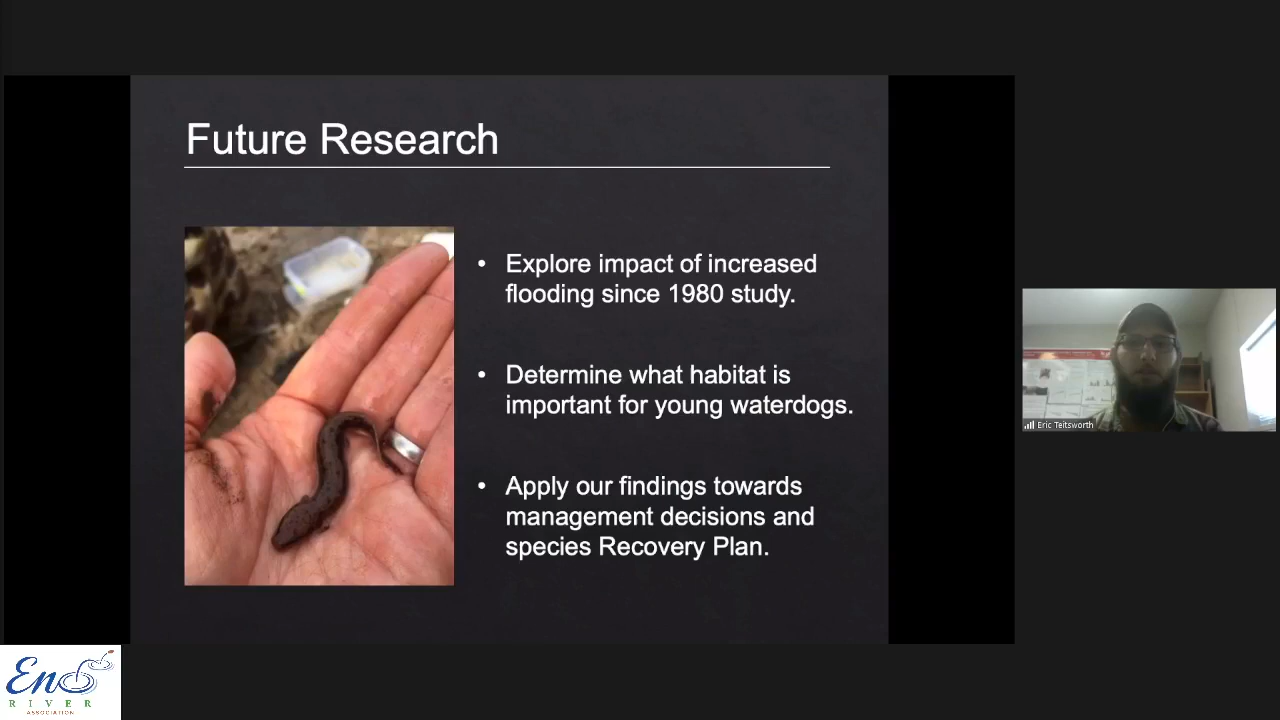 Future Research
• Explore impact of increased
flooding since 1980 study.
• Determine what habitat is
important for young waterdogs.
• Apply our findings towards
management decisions and
species Recovery Plan.
Eric Teitsworth
Eno
RIVER
ASSOCIATION